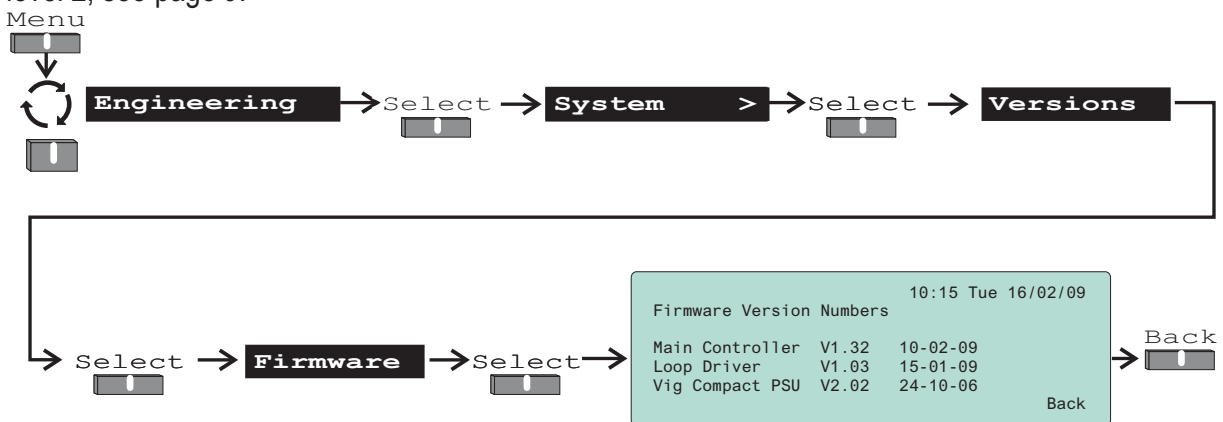 Menu
Engineering Select System > Select Versions
Select Firmware Select
10:15 Tue 16/02/09
Firmware Version Numbers
Main Controller V1.32 10-02-09
Loop Driver V1.03 15-01-09
Vig Compact PSU V2.02 24-10-06
Back
Back